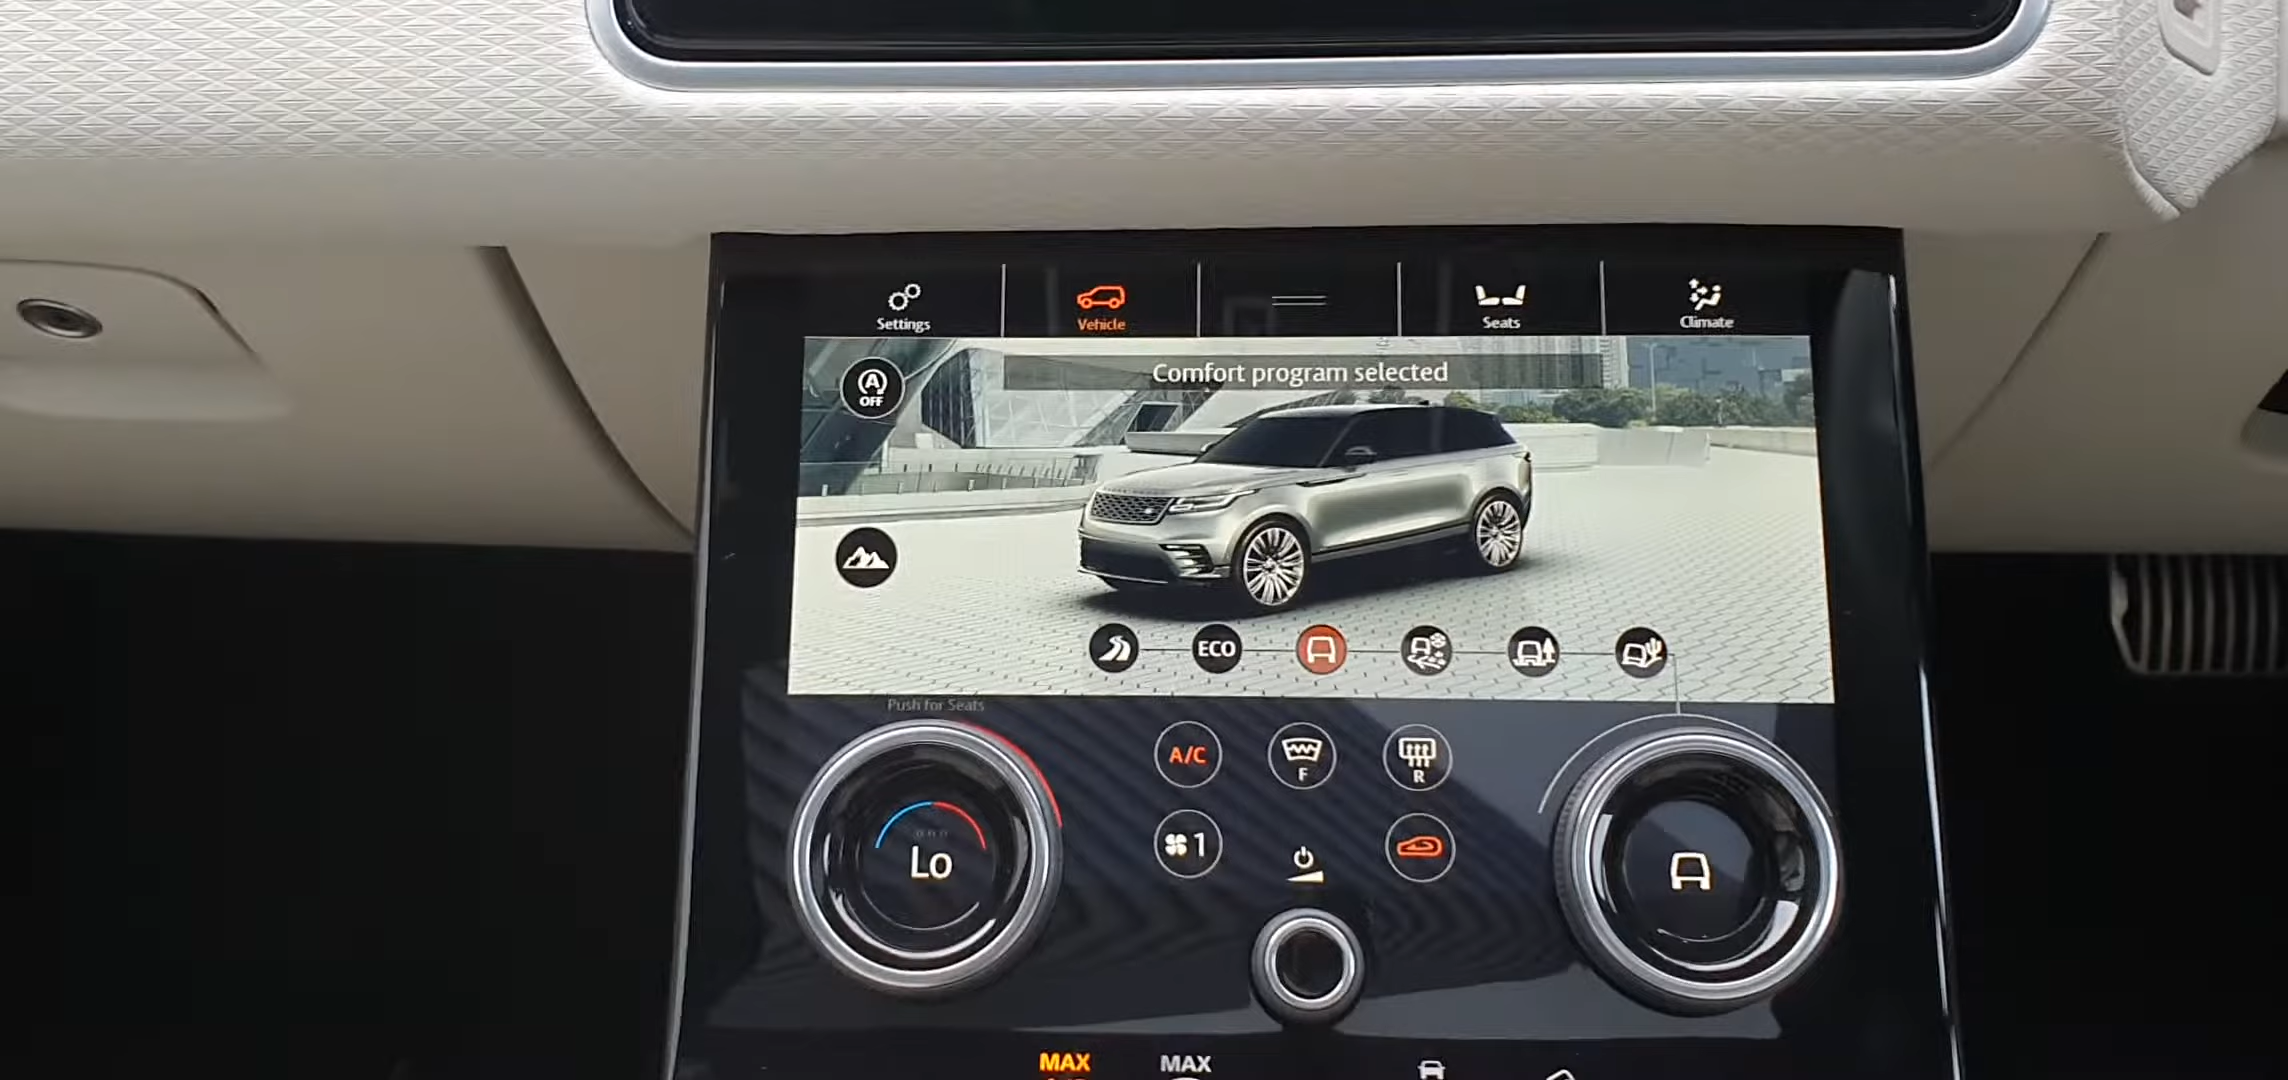 Settings
Vehicle
Seats
Climate
A
OFF
Comfort program selected
ECO
Push for Seats
A/C
F
R
Lo
1
MAX
MAX